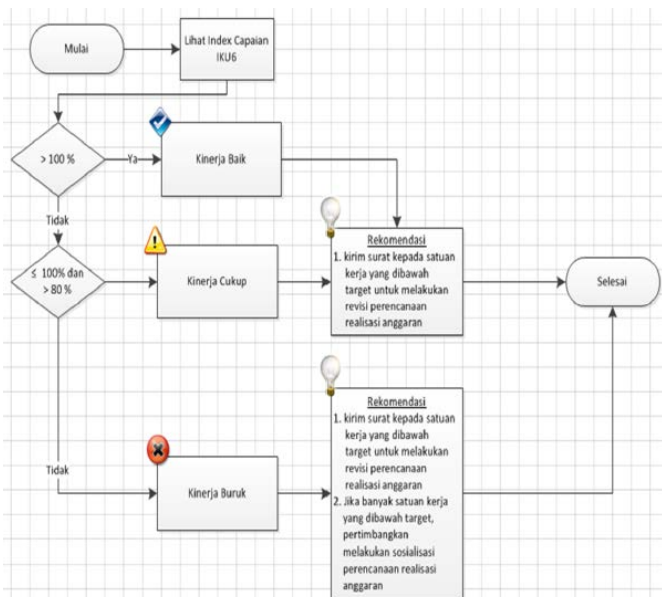 Mulai
Lihat Index Capaian
IKU6
> 100 %
Ya
Kinerja Baik
Tidak
Rekomendasi
1. kirim surat kepada satuan
kerja yang dibawah
target untuk melakukan
revisi perencanaan
realisasi anggaran
≤ 100% dan
> 80 %
Kinerja Cukup
Selesai
Tidak
Kinerja Buruk
Rekomendasi
1. kirim surat kepada satuan
kerja yang dibawah
target untuk melakukan
revisi perencanaan
realisasi anggaran
2. Jika banyak satuan kerja
yang dibawah target,
pertimbangkan
melakukan sosialisasi
perencanaan realisasi
anggaran